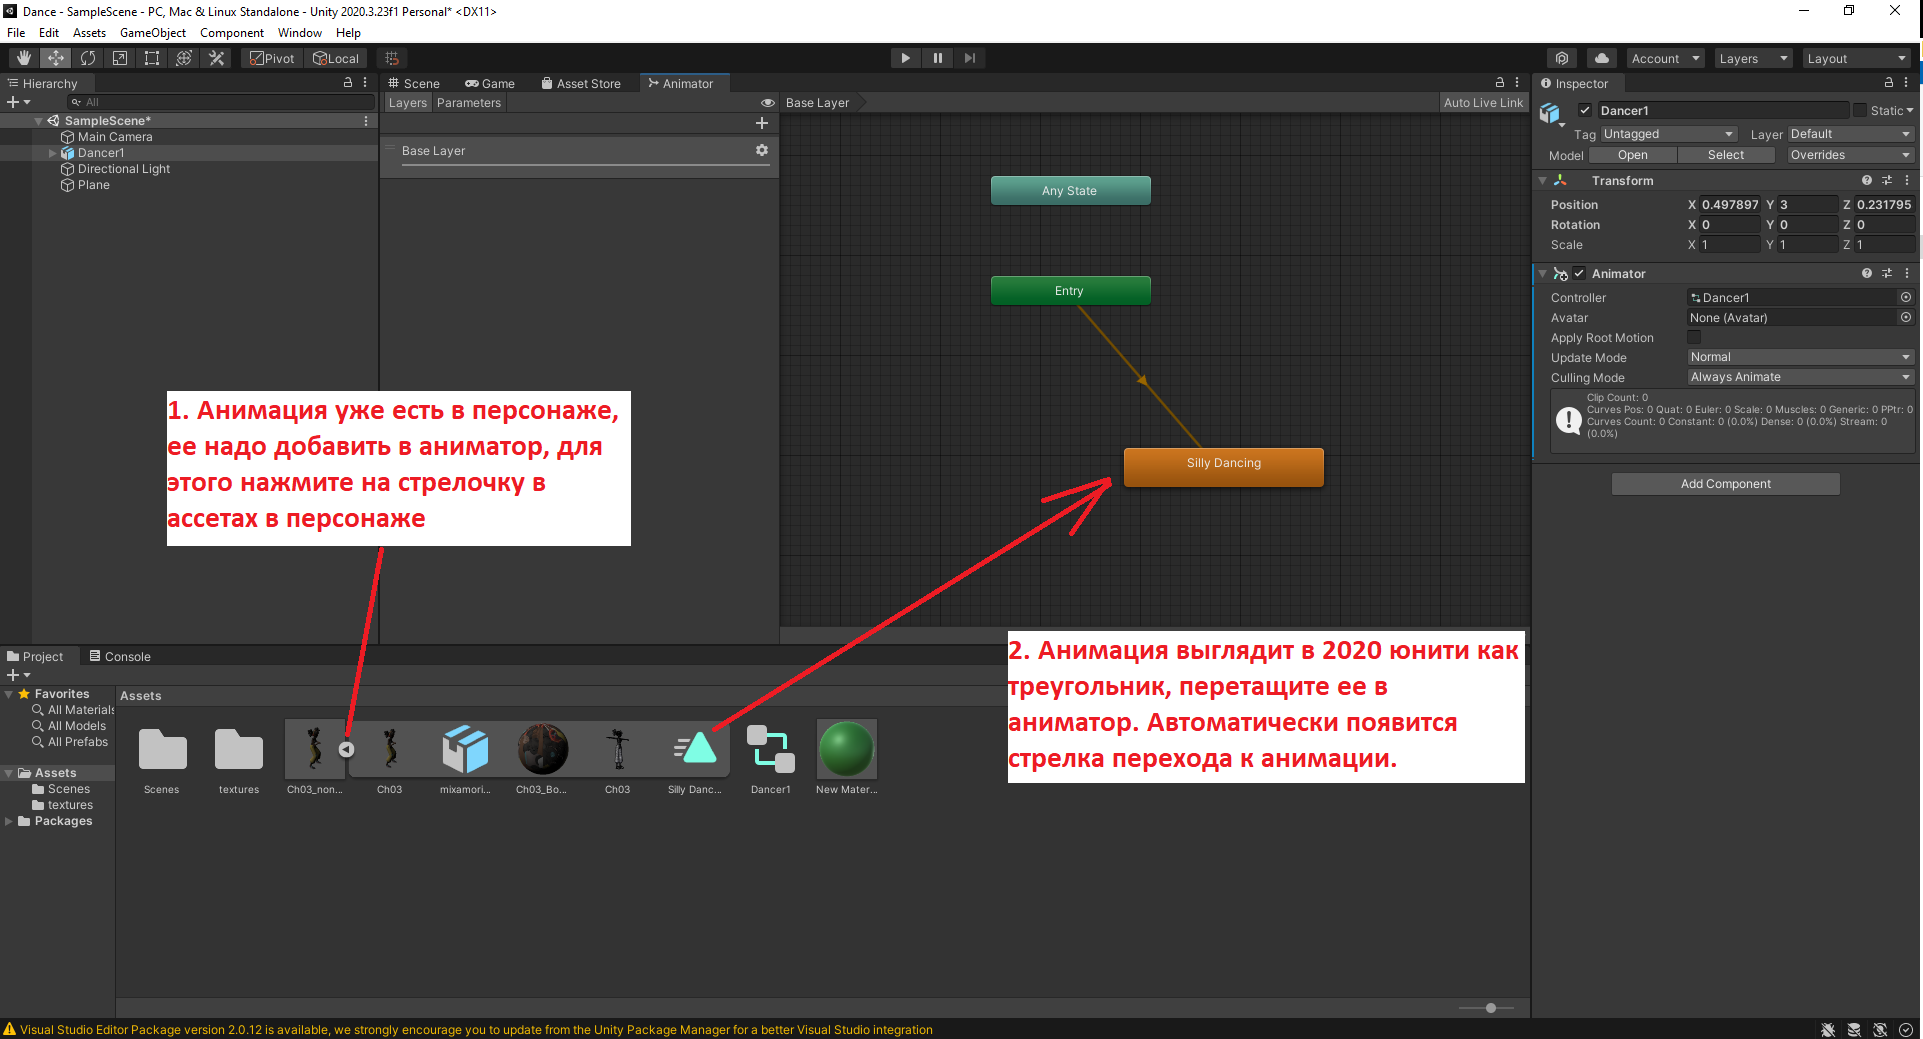 Dance - SampleScene - PC, Mac & Linux Standalone - Unity 2020.3.23f1 Personal* <DX11>
File Edit Assets GameObject Component Window Help
Pivot Local
Account Layers Layout
Hierarchy
All
SampleScene*
Main Camera
Dancer1
Directional Light
Plane
Scene Game Asset Store Animator
Layers Parameters
Base Layer
Auto Live Link
Base Layer
Any State
Entry
Silly Dancing
1. Анимация уже есть в персонаже,
ее надо добавить в аниматор, для
этого нажмите на стрелочку в
ассетах в персонаже
2. Анимация выглядит в 2020 юнити как
треугольник, перетащите ее в
аниматор. Автоматически появится
стрелка перехода к анимации.
Inspector
Dancer1 Static
Tag Untagged Layer Default
Model Open Select Overrides
Transform
Position X 0.497897 Y 3 Z 0.231795
Rotation X 0 Y 0 Z 0
Scale X 1 Y 1 Z 1
Animator
Controller Dancer1
Avatar None (Avatar)
Apply Root Motion
Update Mode Normal
Culling Mode Always Animate
Clip Count: 0
Curves Pos: 0 Quat: 0 Euler: 0 Scale: 0 Muscles: 0 Generic: 0 PPtr: 0
Curves Count: 0 Constant: 0 (0.0%) Dense: 0 (0.0%) Stream: 0
(0.0%)
Add Component
Project Console
Favorites
All Materials
All Models
All Prefabs
Assets
Scenes
textures
Packages
Assets
Scenes textures Ch03_non... Ch03 mixamori... Ch03_Bo... Ch03 Silly Danc... Dancer1 New Mater...
Visual Studio Editor Package version 2.0.12 is available, we strongly encourage you to update from the Unity Package Manager for a better Visual Studio integration